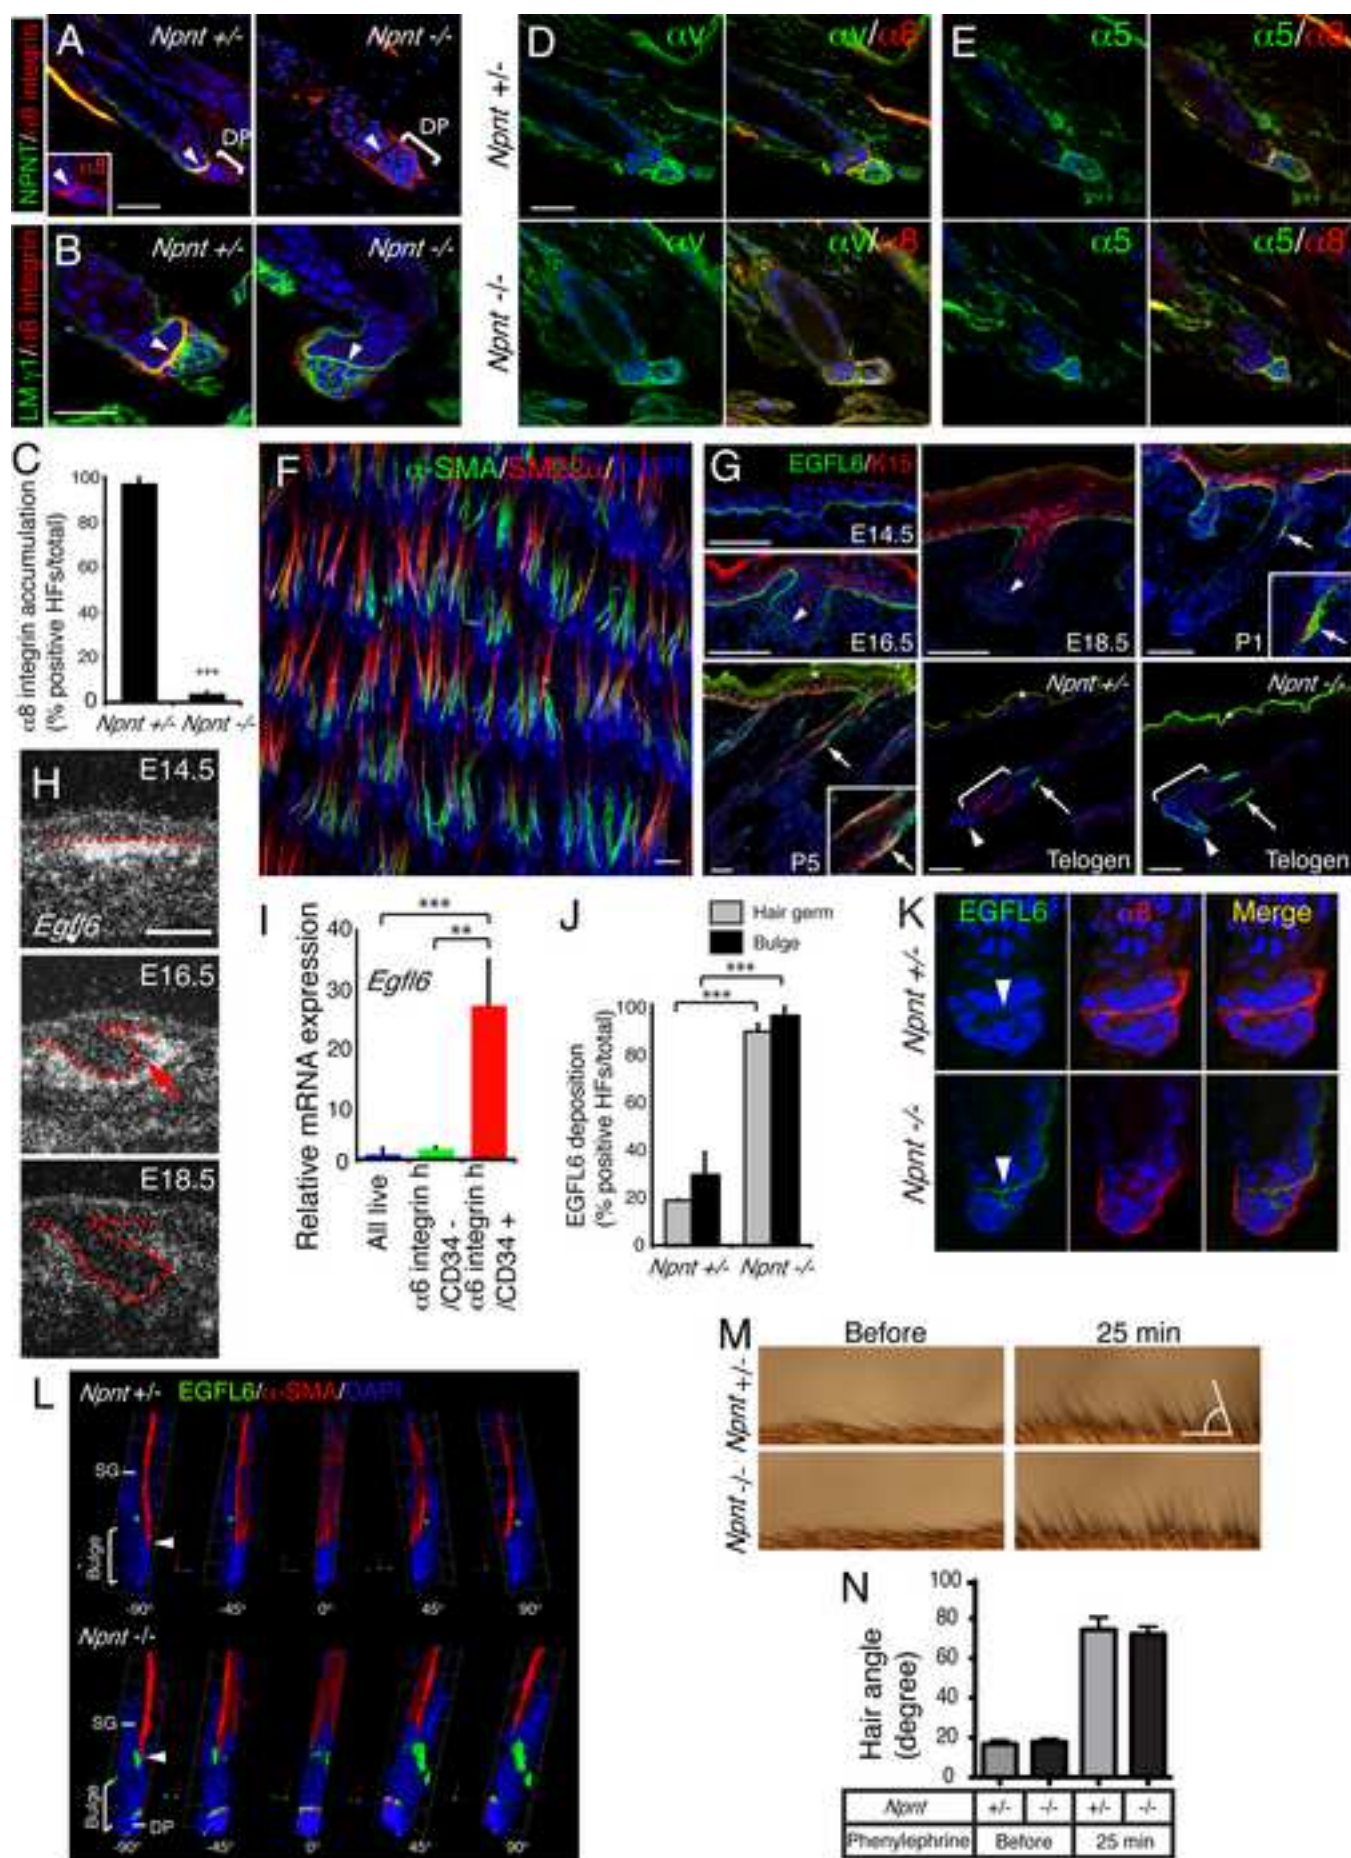 A
NPNT/α8 integrin
Npnt +/-
Npnt -/-
DP
DP
α8
B
LM γ1/α8 Integrin
Npnt +/-
Npnt -/-
D
αv
αv/α8
Npnt +/-
αv
αv/α8
Npnt -/-
E
α5
α5/α8
α5
α5/α8
C
α8 integrin accumulation
(% positive HFs/total)
100
80
60
40
20
0
***
Npnt +/-
Npnt -/-
F
α-SMA/SM22α/DAPI
G
EGFL6/K15
E14.5
E16.5
E18.5
P1
P5
Npnt +/-
Telogen
Npnt -/-
Telogen
H
E14.5
Egfl6
E16.5
E18.5
I
Relative mRNA expression
40
30
20
10
0
***
**
Egfl6
All live
α6 integrin h
/CD34 -
α6 integrin h
/CD34 +
J
Hair germ
Bulge
EGFL6 deposition
(% positive HFs/total)
100
80
60
40
20
0
***
***
Npnt +/-
Npnt -/-
K
EGFL6
α8
Merge
Npnt +/-
Npnt -/-
L
Npnt +/-
EGFL6/α-SMA/DAPI
SG
Bulge
-90°
-45°
0°
45°
90°
Npnt -/-
SG
Bulge
DP
-90°
-45°
0°
45°
90°
M
Before
25 min
Npnt +/-
Npnt -/-
N
Hair angle
(degree)
100
80
60
40
20
0
Npnt
+/-
-/-
+/-
-/-
Phenylephrine
Before
25 min